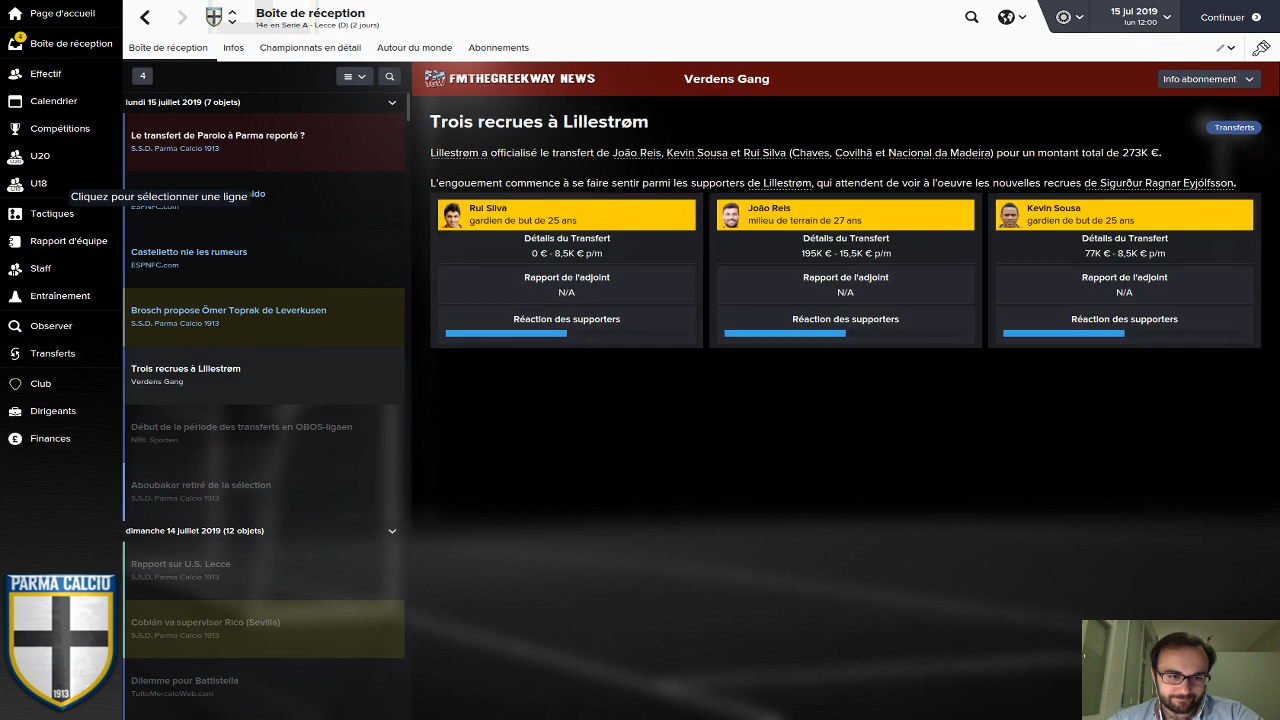 Page d'accueil
4
Boîte de réception
Effectif
Calendrier
Compétitions
U20
U18
Tactiques
Rapport d'équipe
Staff
Entraînement
Observer
Transferts
Club
Dirigeants
Finances
PARMA CALCIO
1913
Boîte de réception
14e en Serie A - Lecce (D) (2 jours)
15 jul 2019
lun 12:00
Continuer
Boîte de réception
Infos
Championnats en détail
Autour du monde
Abonnements
4
lundi 15 juillet 2019 (7 objets)
Le transfert de Parolo à Parma reporté ?
S.S.D. Parma Calcio 1913
Cliquez pour sélectionner une ligne
ESPNFC.com
Castelletto nie les rumeurs
ESPNFC.com
Brosch propose Ömer Toprak de Leverkusen
S.S.D. Parma Calcio 1913
Trois recrues à Lillestrøm
Verdens Gang
Début de la période des transferts en OBOS-ligaen
NRK Sporten
Aboubakar retiré de la sélection
S.S.D. Parma Calcio 1913
dimanche 14 juillet 2019 (12 objets)
Rapport sur U.S. Lecce
S.S.D. Parma Calcio 1913
Cobián va superviser Rico (Sevilla)
S.S.D. Parma Calcio 1913
Dilemme pour Battistella
TuttoMercatoWeb.com
FMTHEGREEKWAY NEWS
Verdens Gang
Info abonnement
Trois recrues à Lillestrøm
Transferts
Lillestrøm a officialisé le transfert de João Reis, Kevin Sousa et Rui Silva (Chaves, Covilhã et Nacional da Madeira) pour un montant total de 273K €.
L'engouement commence à se faire sentir parmi les supporters de Lillestrøm, qui attendent de voir à l'oeuvre les nouvelles recrues de Sigurður Ragnar Eyjólfsson.
Rui Silva
gardien de but de 25 ans
Détails du Transfert
0 € - 8,5K € p/m
Rapport de l'adjoint
N/A
Réaction des supporters
João Reis
milieu de terrain de 27 ans
Détails du Transfert
195K € - 15,5K € p/m
Rapport de l'adjoint
N/A
Réaction des supporters
Kevin Sousa
gardien de but de 25 ans
Détails du Transfert
77K € - 8,5K € p/m
Rapport de l'adjoint
N/A
Réaction des supporters